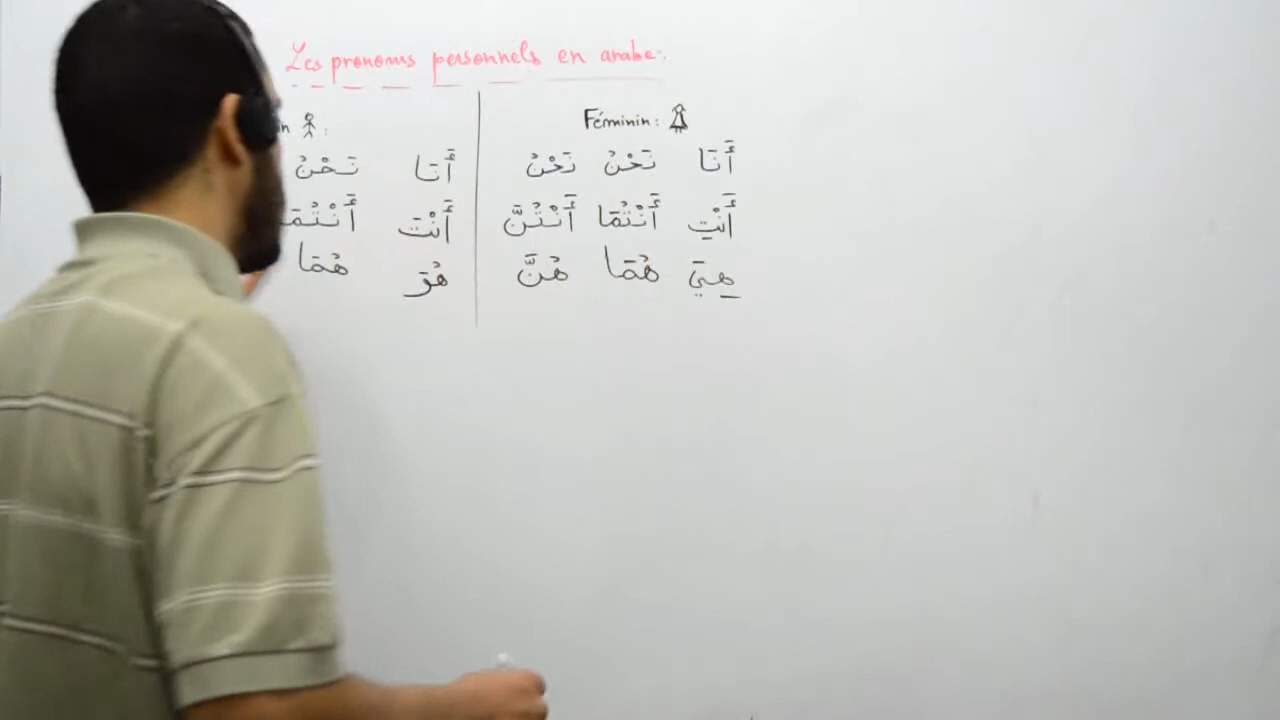 Les pronoms personnels en arabe:
Féminin:
أَنَا نَحْنُ نَحْنُ
أَنْتِ أَنْتُمَا أَنْتُنَّ
هِيَ هُمَا هُنَّ
أَنَا نَحْنُ
أَنْتَ
هُوَ هُمَا